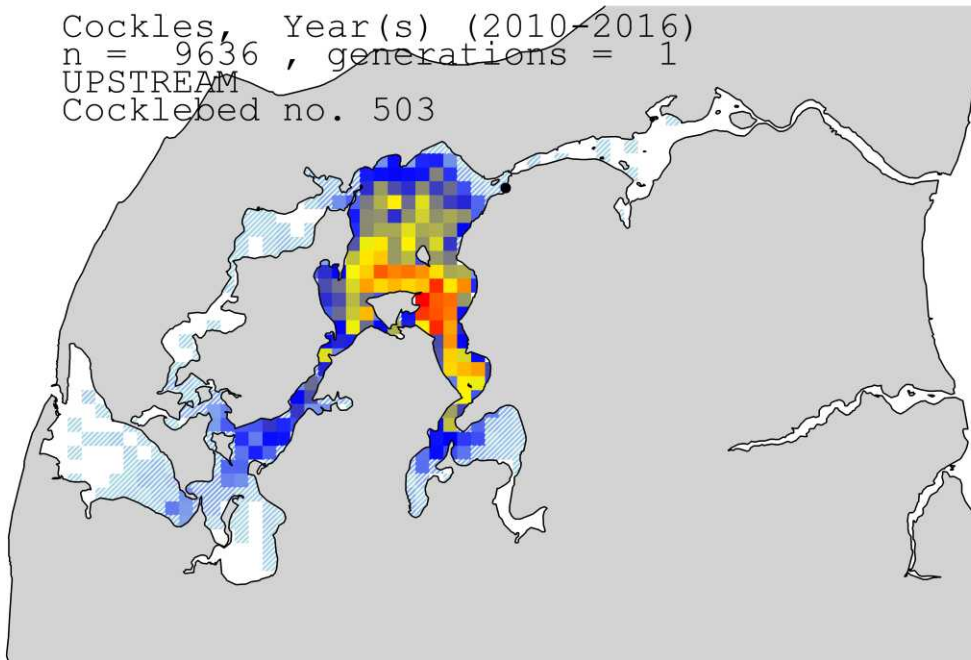 Cockles, Year(s) (2010-2016)
n = 9636 , generations = 1
UPSTREAM
Cocklebed no. 503